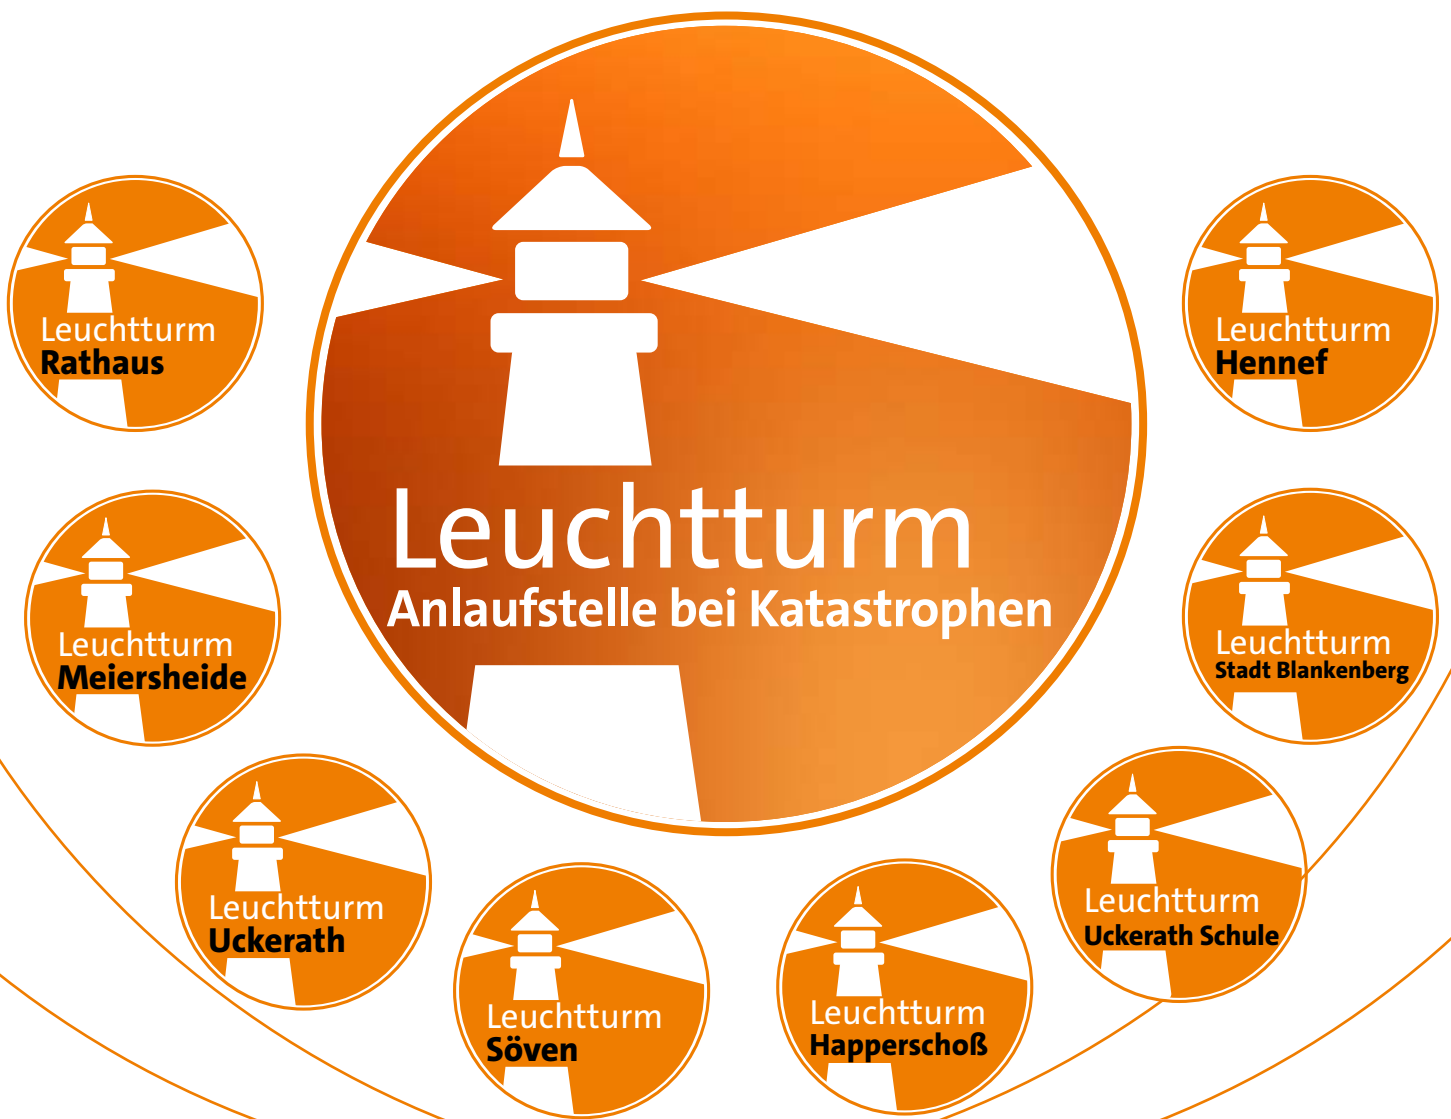 Leuchtturm
Anlaufstelle bei Katastrophen
Leuchtturm
Rathaus
Leuchtturm
Hennef
Leuchtturm
Meiersheide
Leuchtturm
Stadt Blankenberg
Leuchtturm
Uckerath
Leuchtturm
Uckerath Schule
Leuchtturm
Söven
Leuchtturm
Happerschoß